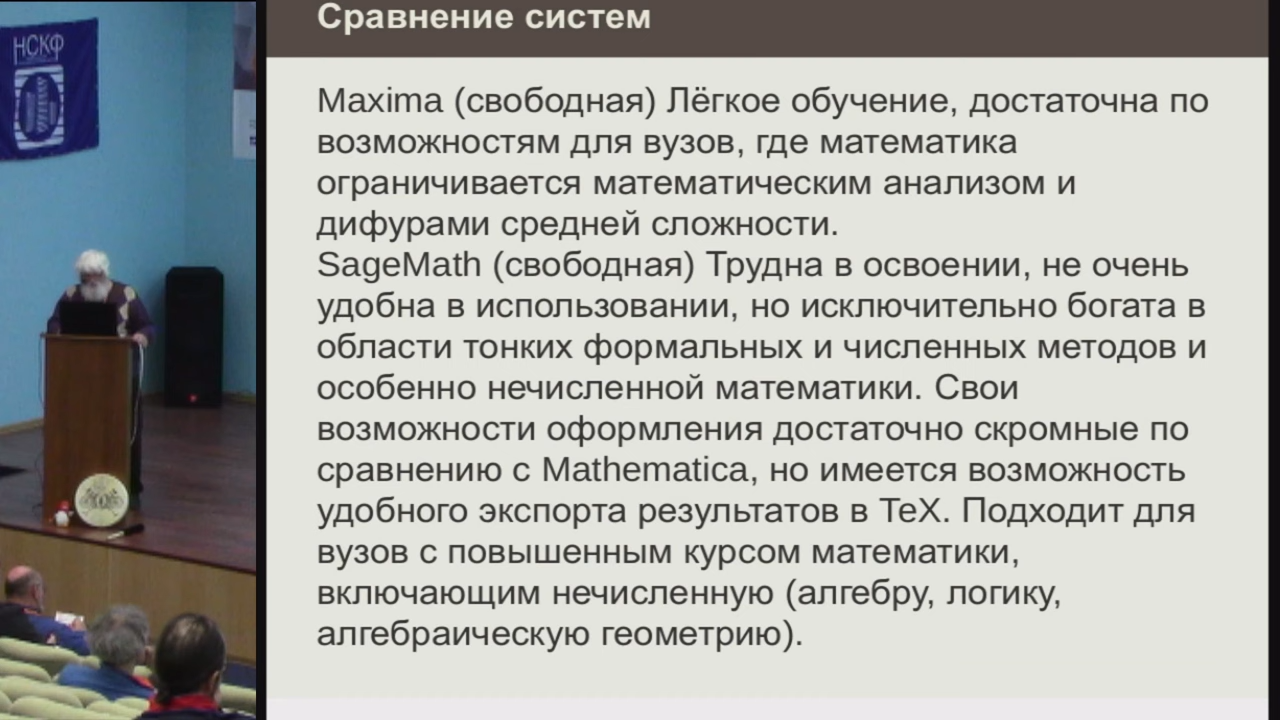 НСКФ
Сравнение систем
Maxima (свободная) Лёгкое обучение, достаточна по
возможностям для вузов, где математика
ограничивается математическим анализом и
дифурами средней сложности.
SageMath (свободная) Трудна в освоении, не очень
удобна в использовании, но исключительно богата в
области тонких формальных и численных методов и
особенно нечисленной математики. Свои
возможности оформления достаточно скромные по
сравнению с Mathematica, но имеется возможность
удобного экспорта результатов в TeX. Подходит для
вузов с повышенным курсом математики,
включающим нечисленную (алгебру, логику,
алгебраическую геометрию).